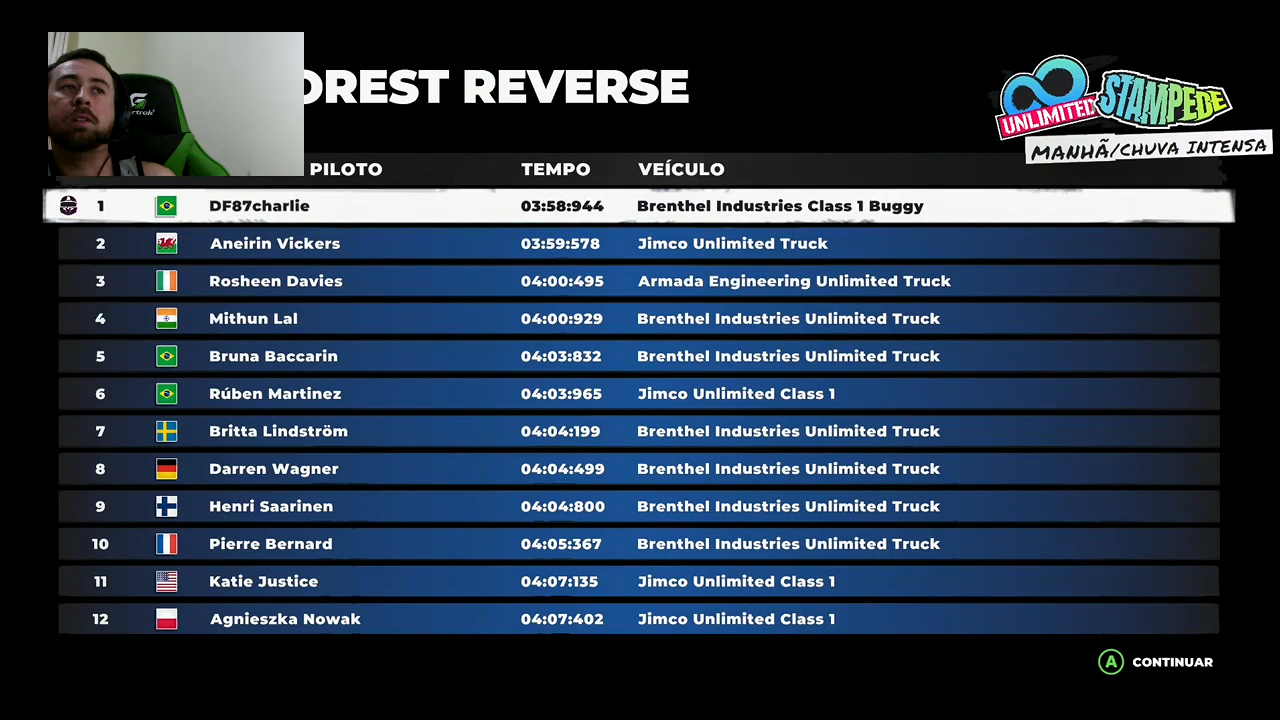 OREST REVERSE
UNLIMITED STAMPEDE
MANHÃ/CHUVA INTENSA
PILOTO TEMPO VEÍCULO
1 DF87charlie 03:58:944 Brenthel Industries Class 1 Buggy
2 Aneirin Vickers 03:59:578 Jimco Unlimited Truck
3 Rosheen Davies 04:00:495 Armada Engineering Unlimited Truck
4 Mithun Lal 04:00:929 Brenthel Industries Unlimited Truck
5 Bruna Baccarin 04:03:832 Brenthel Industries Unlimited Truck
6 Rúben Martinez 04:03:965 Jimco Unlimited Class 1
7 Britta Lindström 04:04:199 Brenthel Industries Unlimited Truck
8 Darren Wagner 04:04:499 Brenthel Industries Unlimited Truck
9 Henri Saarinen 04:04:800 Brenthel Industries Unlimited Truck
10 Pierre Bernard 04:05:367 Brenthel Industries Unlimited Truck
11 Katie Justice 04:07:135 Jimco Unlimited Class 1
12 Agnieszka Nowak 04:07:402 Jimco Unlimited Class 1
A CONTINUAR